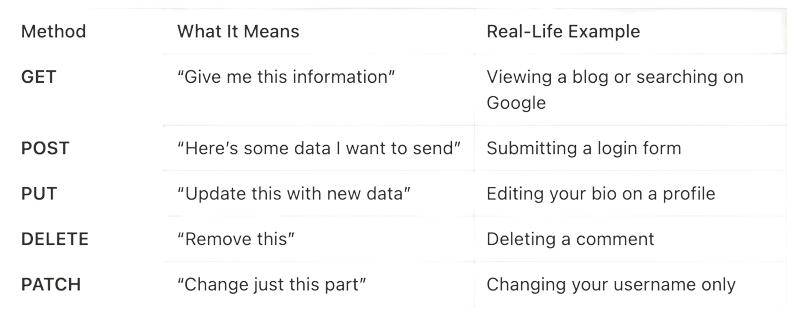 Method What It Means Real-Life Example
GET “Give me this information” Viewing a blog or searching on
Google
POST “Here’s some data I want to send” Submitting a login form
PUT “Update this with new data” Editing your bio on a profile
DELETE “Remove this” Deleting a comment
PATCH “Change just this part” Changing your username only